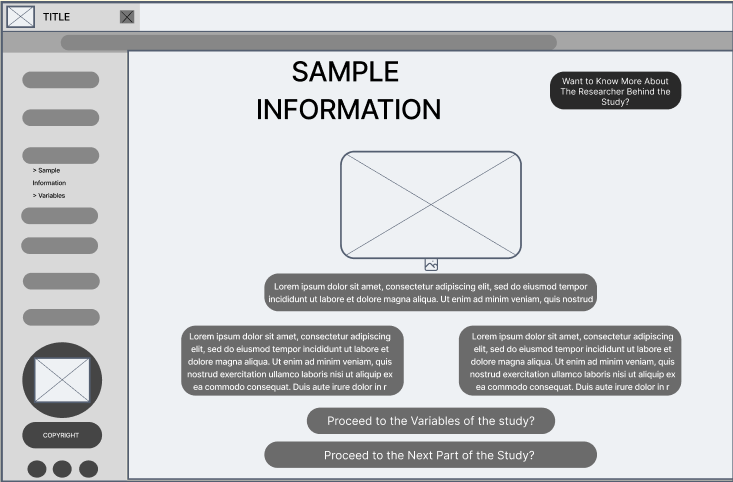 TITLE
SAMPLE
INFORMATION
Want to Know More About
The Researcher Behind the
Study?
> Sample
Information
> Variables
Lorem ipsum dolor sit amet, consectetur adipiscing elit, sed do eiusmod tempor
incididunt ut labore et dolore magna aliqua. Ut enim ad minim veniam, quis nostrud
Lorem ipsum dolor sit amet, consectetur adipiscing
elit, sed do eiusmod tempor incididunt ut labore et
dolore magna aliqua. Ut enim ad minim veniam, quis
nostrud exercitation ullamco laboris nisi ut aliquip ex
ea commodo consequat. Duis aute irure dolor in r
Lorem ipsum dolor sit amet, consectetur adipiscing
elit, sed do eiusmod tempor incididunt ut labore et
dolore magna aliqua. Ut enim ad minim veniam, quis
nostrud exercitation ullamco laboris nisi ut aliquip ex
ea commodo consequat. Duis aute irure dolor in r
Proceed to the Variables of the study?
Proceed to the Next Part of the Study?
COPYRIGHT